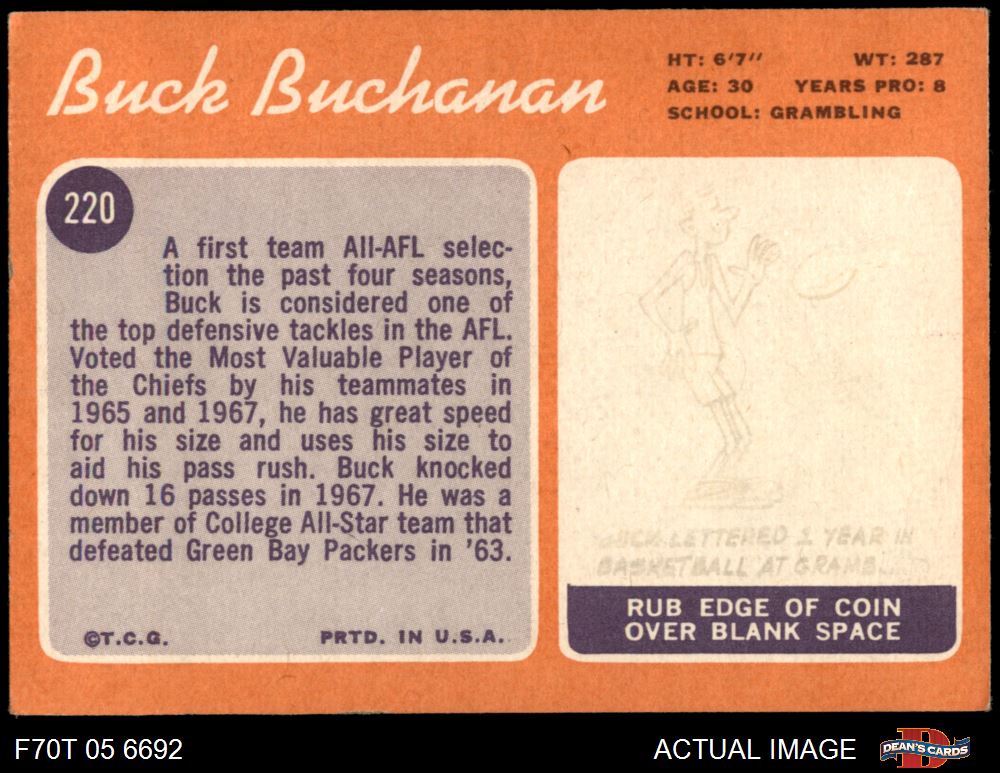 Buck Buchanan
HT: 6'7" WT: 287
AGE: 30 YEARS PRO: 8
SCHOOL: GRAMBLING
220
A first team All-AFL selec-
tion the past four seasons,
Buck is considered one of
the top defensive tackles in the AFL.
Voted the Most Valuable Player of
the Chiefs by his teammates in
1965 and 1967, he has great speed
for his size and uses his size to
aid his pass rush. Buck knocked
down 16 passes in 1967. He was a
member of College All-Star team that
defeated Green Bay Packers in '63.
©T.C.G. PRTD. IN U.S.A.
BUCK LETTERED 1 YEAR IN
BASKETBALL AT
RUB EDGE OF COIN
OVER BLANK SPACE
F70T 05 6692
ACTUAL IMAGE
DEAN'S CARDS